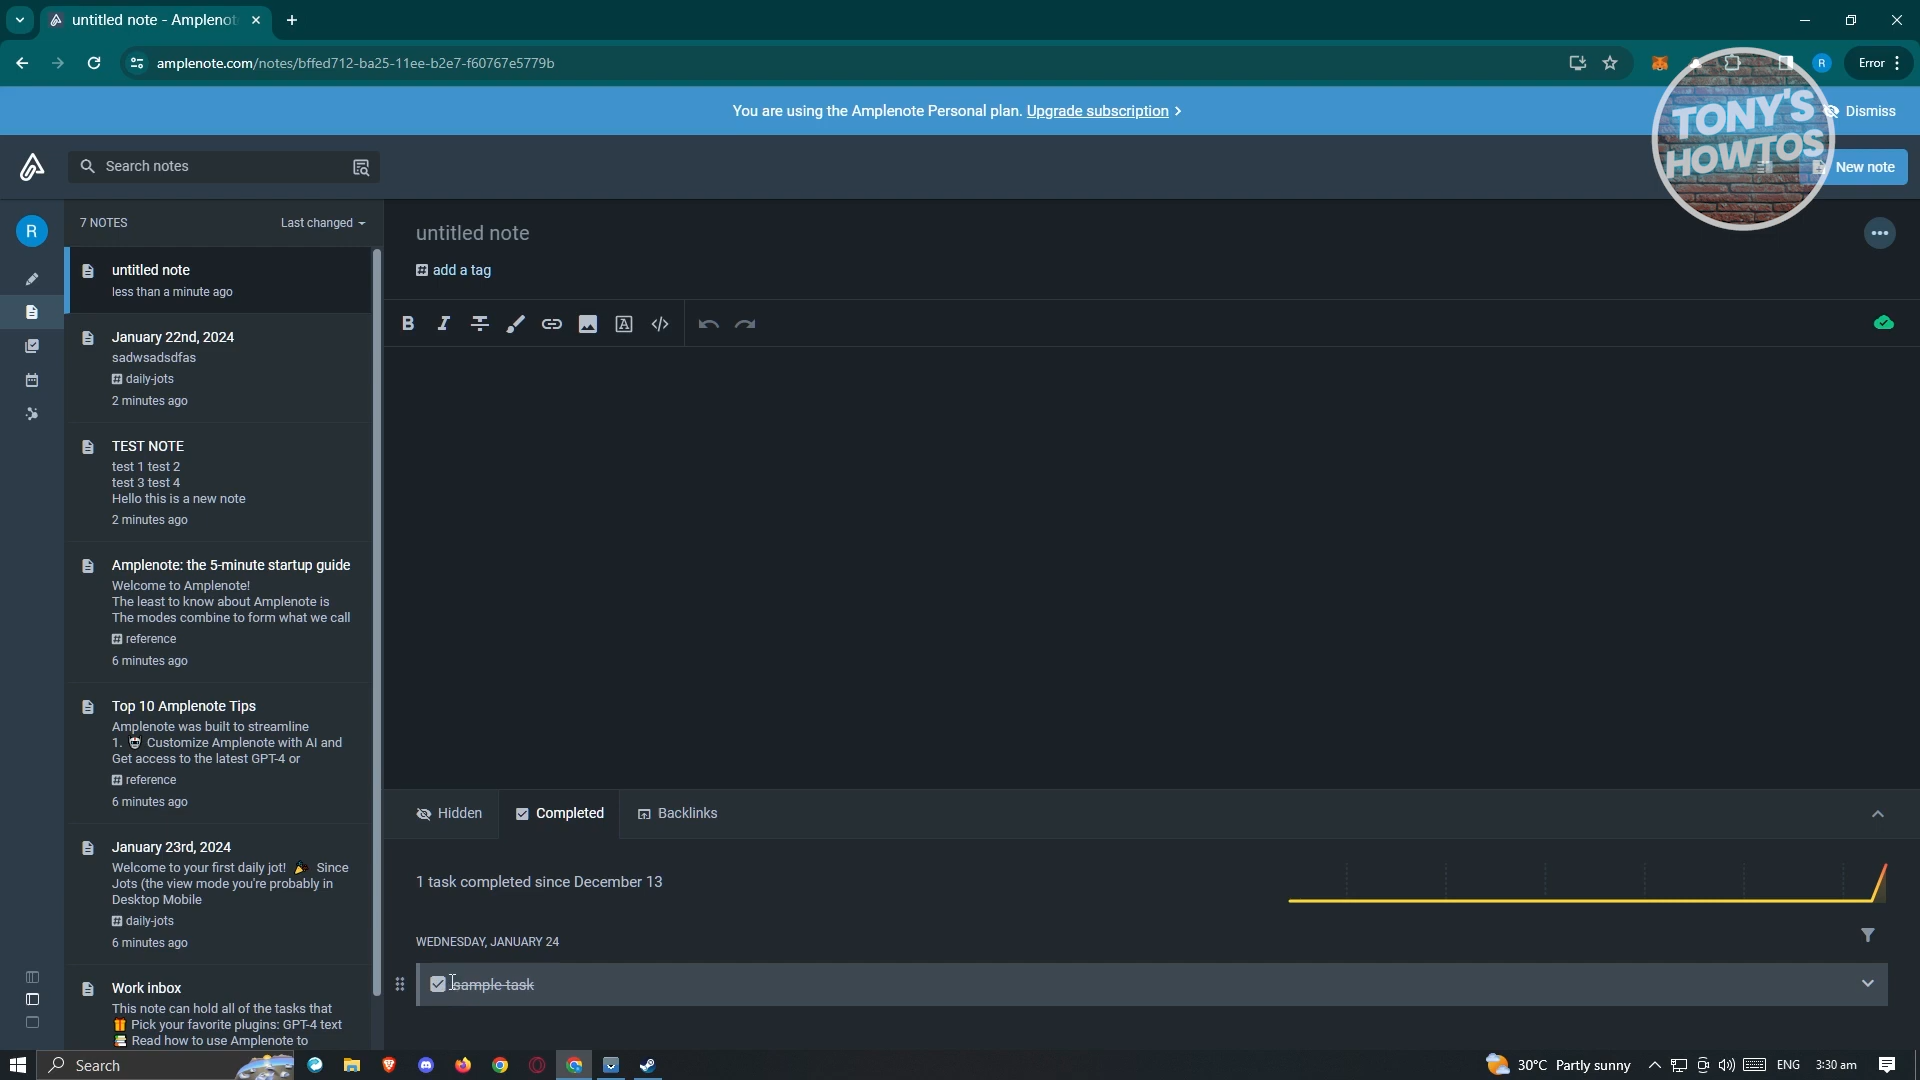 untitled note - Amplenot
amplenote.com/notes/bffed712-ba25-11ee-b2e7-f60767e5779b
R
Error
You are using the Amplenote Personal plan. Upgrade subscription >
Dismiss
TONY'S
HOWTOS
Search notes
New note
R
7 NOTES
Last changed
untitled note
less than a minute ago
January 22nd, 2024
sadwsadsdfas
daily-jots
2 minutes ago
TEST NOTE
test 1 test 2
test 3 test 4
Hello this is a new note
2 minutes ago
Amplenote: the 5-minute startup guide
Welcome to Amplenote!
The least to know about Amplenote is
The modes combine to form what we call
reference
6 minutes ago
Top 10 Amplenote Tips
Amplenote was built to streamline
1. Customize Amplenote with AI and
Get access to the latest GPT-4 or
reference
6 minutes ago
January 23rd, 2024
Welcome to your first daily jot! Since
Jots (the view mode you're probably in
Desktop Mobile
daily-jots
6 minutes ago
Work inbox
This note can hold all of the tasks that
Pick your favorite plugins: GPT-4 text
Read how to use Amplenote to
untitled note
add a tag
B I
Hidden
Completed
Backlinks
1 task completed since December 13
WEDNESDAY, JANUARY 24
sample task
Search
30°C Partly sunny
ENG
3:30 am